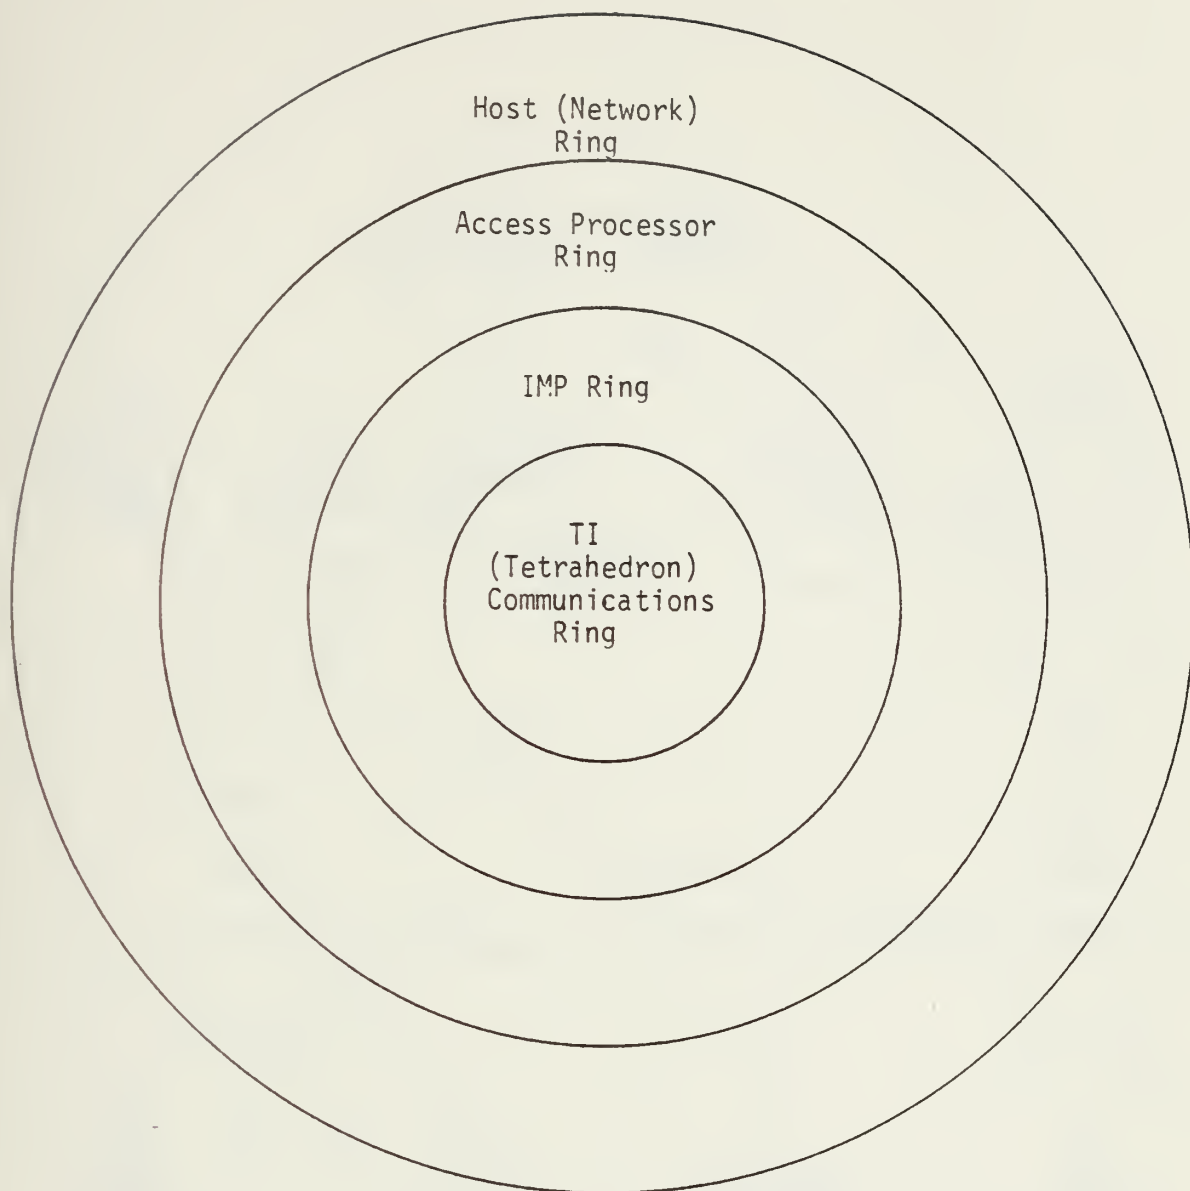 Host (Network)
Ring
Access Processor
Ring
IMP Ring
TI
(Tetrahedron)
Communications
Ring